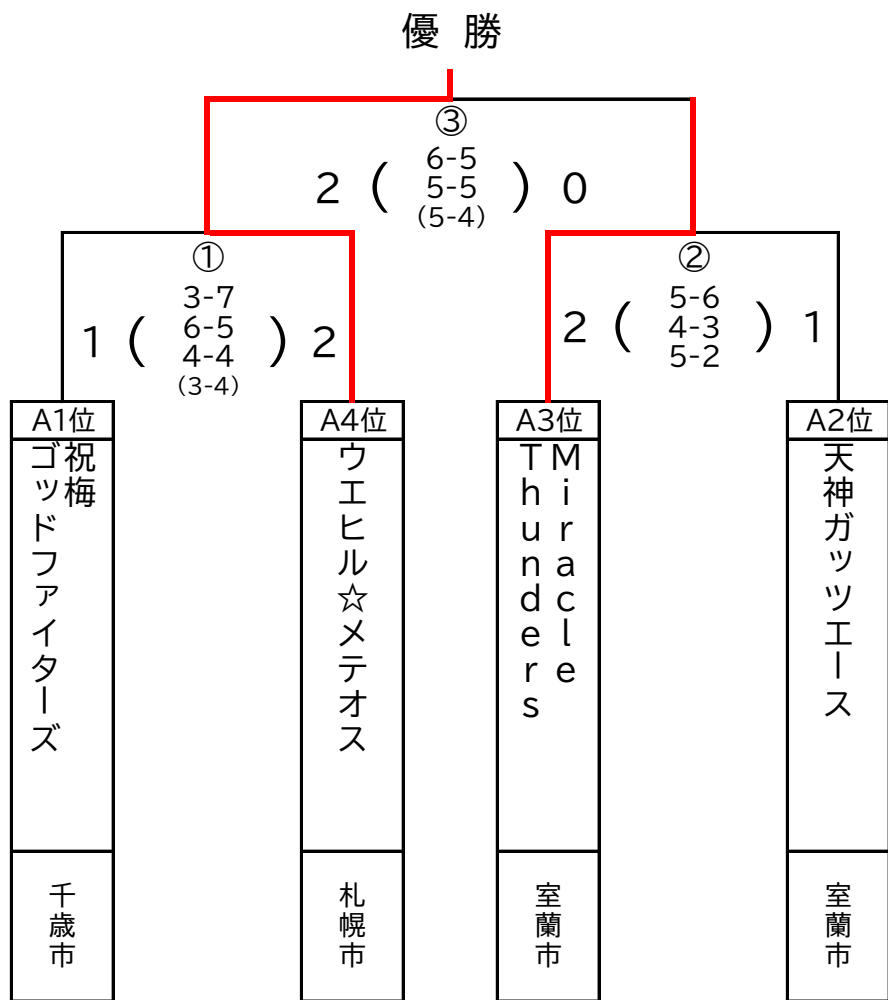 優 勝
③
2 ( 6-5 ) 0
5-5
(5-4)
①
1 ( 3-7 ) 2
6-5
4-4
(3-4)
②
2 ( 5-6 ) 1
4-3
5-2
A1位
祝梅
ゴッドファイターズ
千歳市
A4位
ウエヒル☆メテオス
札幌市
A3位
Miracle
Thunders
室蘭市
A2位
天神ガッツエース
室蘭市